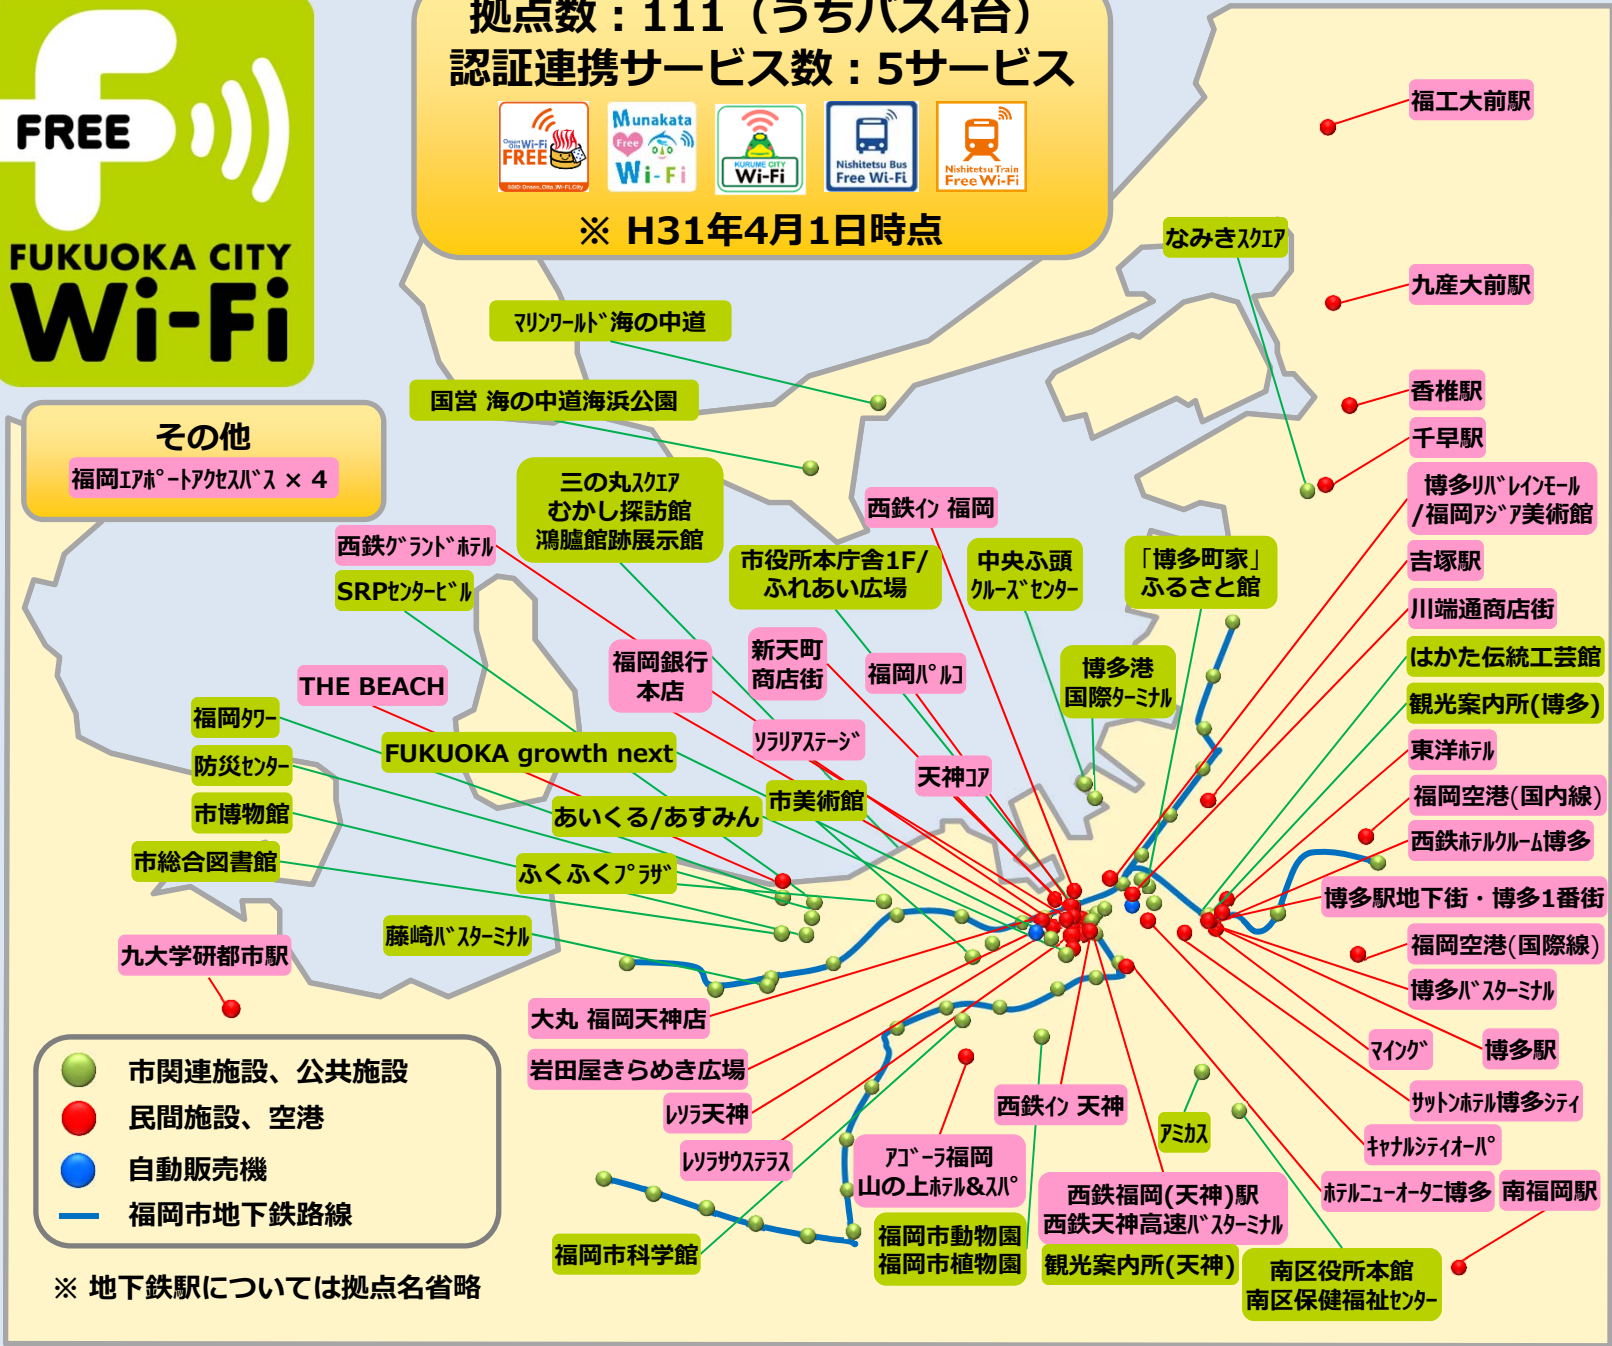 FREE
FUKUOKA CITY
Wi-Fi
拠点数：111（うちバス4台）
認証連携サービス数：5サービス
Onsen Oita Wi-Fi
FREE
SSID:Onsen_Oita_Wi-Fi_City
Munakata
Free
Wi-Fi
KURUME CITY
Wi-Fi
Nishitetsu Bus
Free Wi-Fi
Nishitetsu Train
Free Wi-Fi
※ H31年4月1日時点
その他
福岡ｴｱﾎﾟｰﾄｱｸｾｽﾊﾞｽ × 4
福工大前駅
なみきｽｸｴｱ
九産大前駅
ﾏﾘﾝﾜｰﾙﾄﾞ海の中道
国営 海の中道海浜公園
香椎駅
千早駅
三の丸ｽｸｴｱ
むかし探訪館
鴻臚館跡展示館
西鉄ｲﾝ 福岡
博多ﾘﾊﾞﾚｲﾝﾓｰﾙ
/福岡ｱｼﾞｱ美術館
西鉄ｸﾞﾗﾝﾄﾞﾎﾃﾙ
SRPｾﾝﾀｰﾋﾞﾙ
市役所本庁舎1F/
ふれあい広場
中央ふ頭
ｸﾙｰｽﾞｾﾝﾀｰ
「博多町家」
ふるさと館
吉塚駅
川端通商店街
はかた伝統工芸館
観光案内所(博多)
福岡銀行
本店
新天町
商店街
福岡ﾊﾟﾙｺ
博多港
国際ﾀｰﾐﾅﾙ
THE BEACH
福岡ﾀﾜｰ
FUKUOKA growth next
ｿﾗﾘｱｽﾃｰｼﾞ
天神ｺｱ
東洋ﾎﾃﾙ
防災ｾﾝﾀｰ
市美術館
福岡空港(国内線)
市博物館
あいくる/あすみん
西鉄ﾎﾃﾙｸﾙｰﾑ博多
市総合図書館
ふくふくﾌﾟﾗｻﾞ
博多駅地下街・博多1番街
藤崎ﾊﾞｽﾀｰﾐﾅﾙ
福岡空港(国際線)
九大学研都市駅
博多ﾊﾞｽﾀｰﾐﾅﾙ
大丸 福岡天神店
ﾏｲﾝｸﾞ
博多駅
岩田屋きらめき広場
ｻｯﾄﾝﾎﾃﾙ博多ｼﾃｨ
ﾚｿﾗ天神
西鉄ｲﾝ 天神
ｱﾐｶｽ
ｷｬﾅﾙｼﾃｨｵｰﾊﾟ
ﾚｿﾗｻｳｽﾃﾗｽ
ｱｺﾞｰﾗ福岡
山の上ﾎﾃﾙ&ｽﾊﾟ
西鉄福岡(天神)駅
西鉄天神高速ﾊﾞｽﾀｰﾐﾅﾙ
ﾎﾃﾙﾆｭｰｵｰﾀﾆ博多
南福岡駅
福岡市科学館
福岡市動物園
福岡市植物園
観光案内所(天神)
南区役所本館
南区保健福祉ｾﾝﾀｰ
市関連施設、公共施設
民間施設、空港
自動販売機
福岡市地下鉄路線
※ 地下鉄駅については拠点名省略